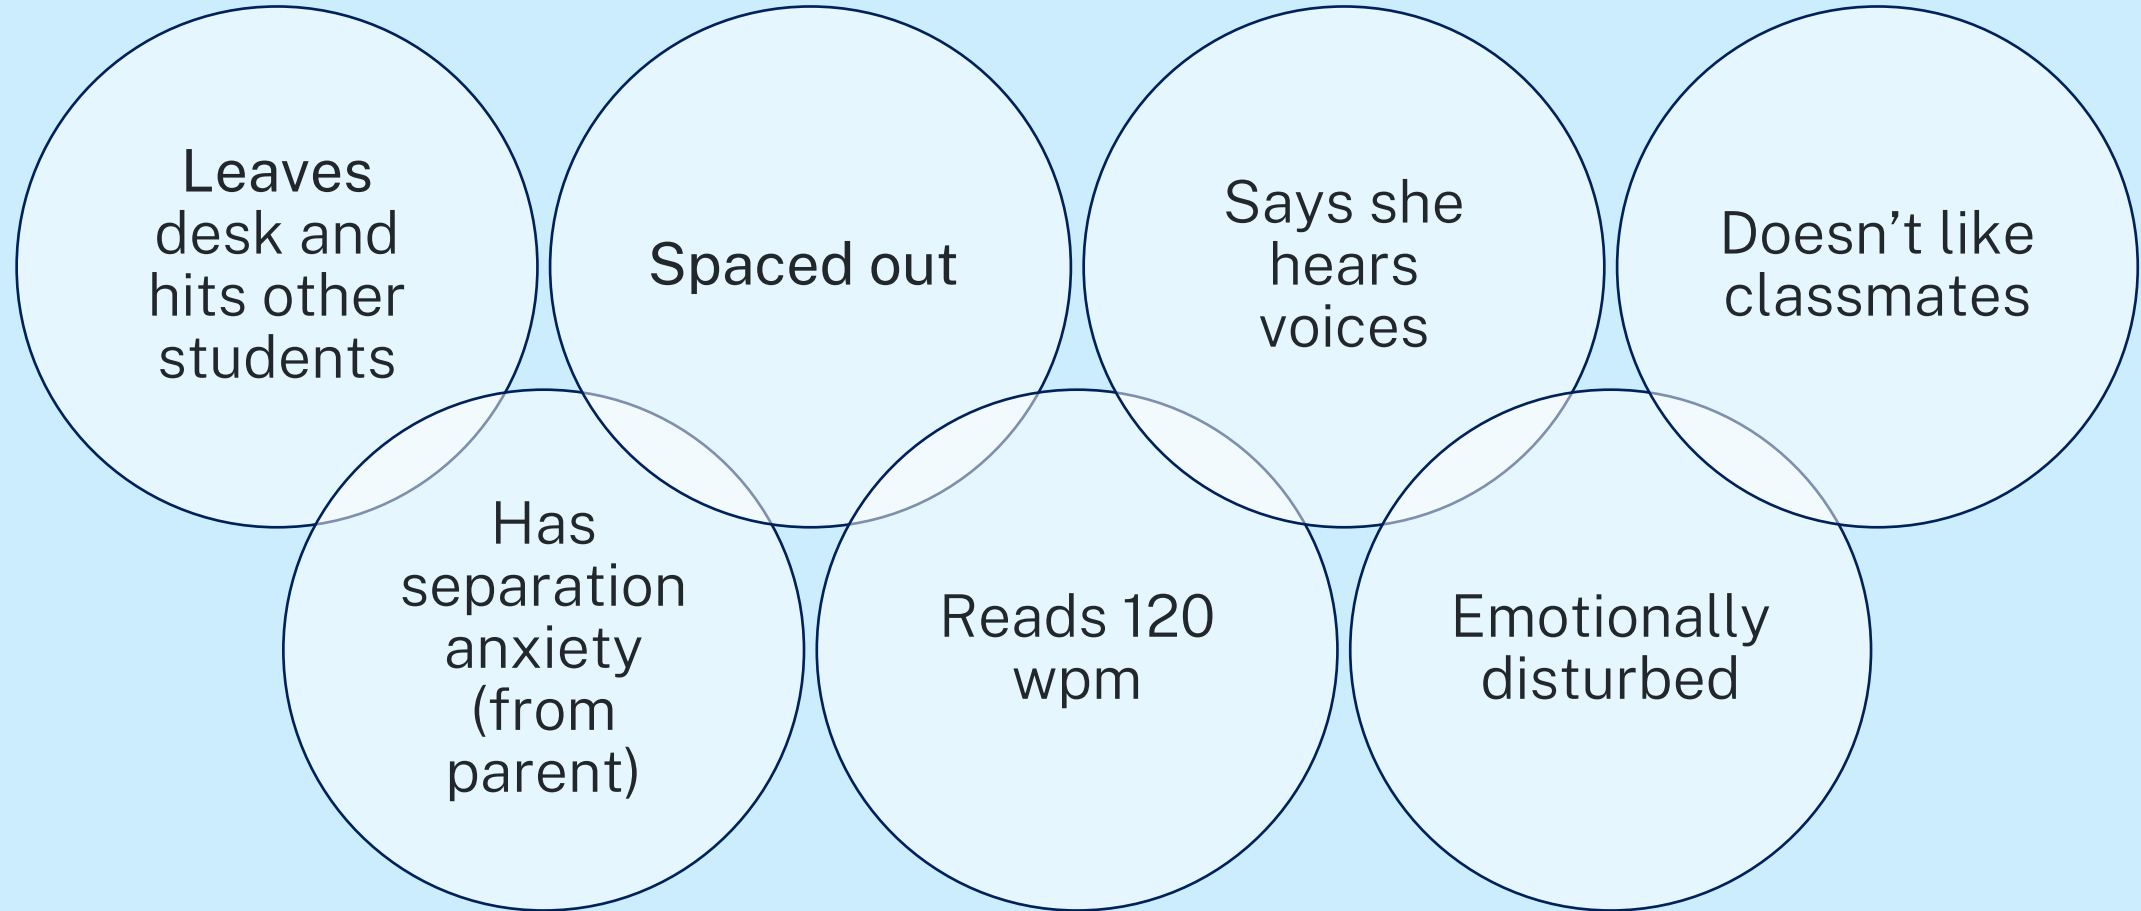 Leaves
desk and
hits other
students
Spaced out
Says she
hears
voices
Doesn’t like
classmates
Has
separation
anxiety
(from
parent)
Reads 120
wpm
Emotionally
disturbed